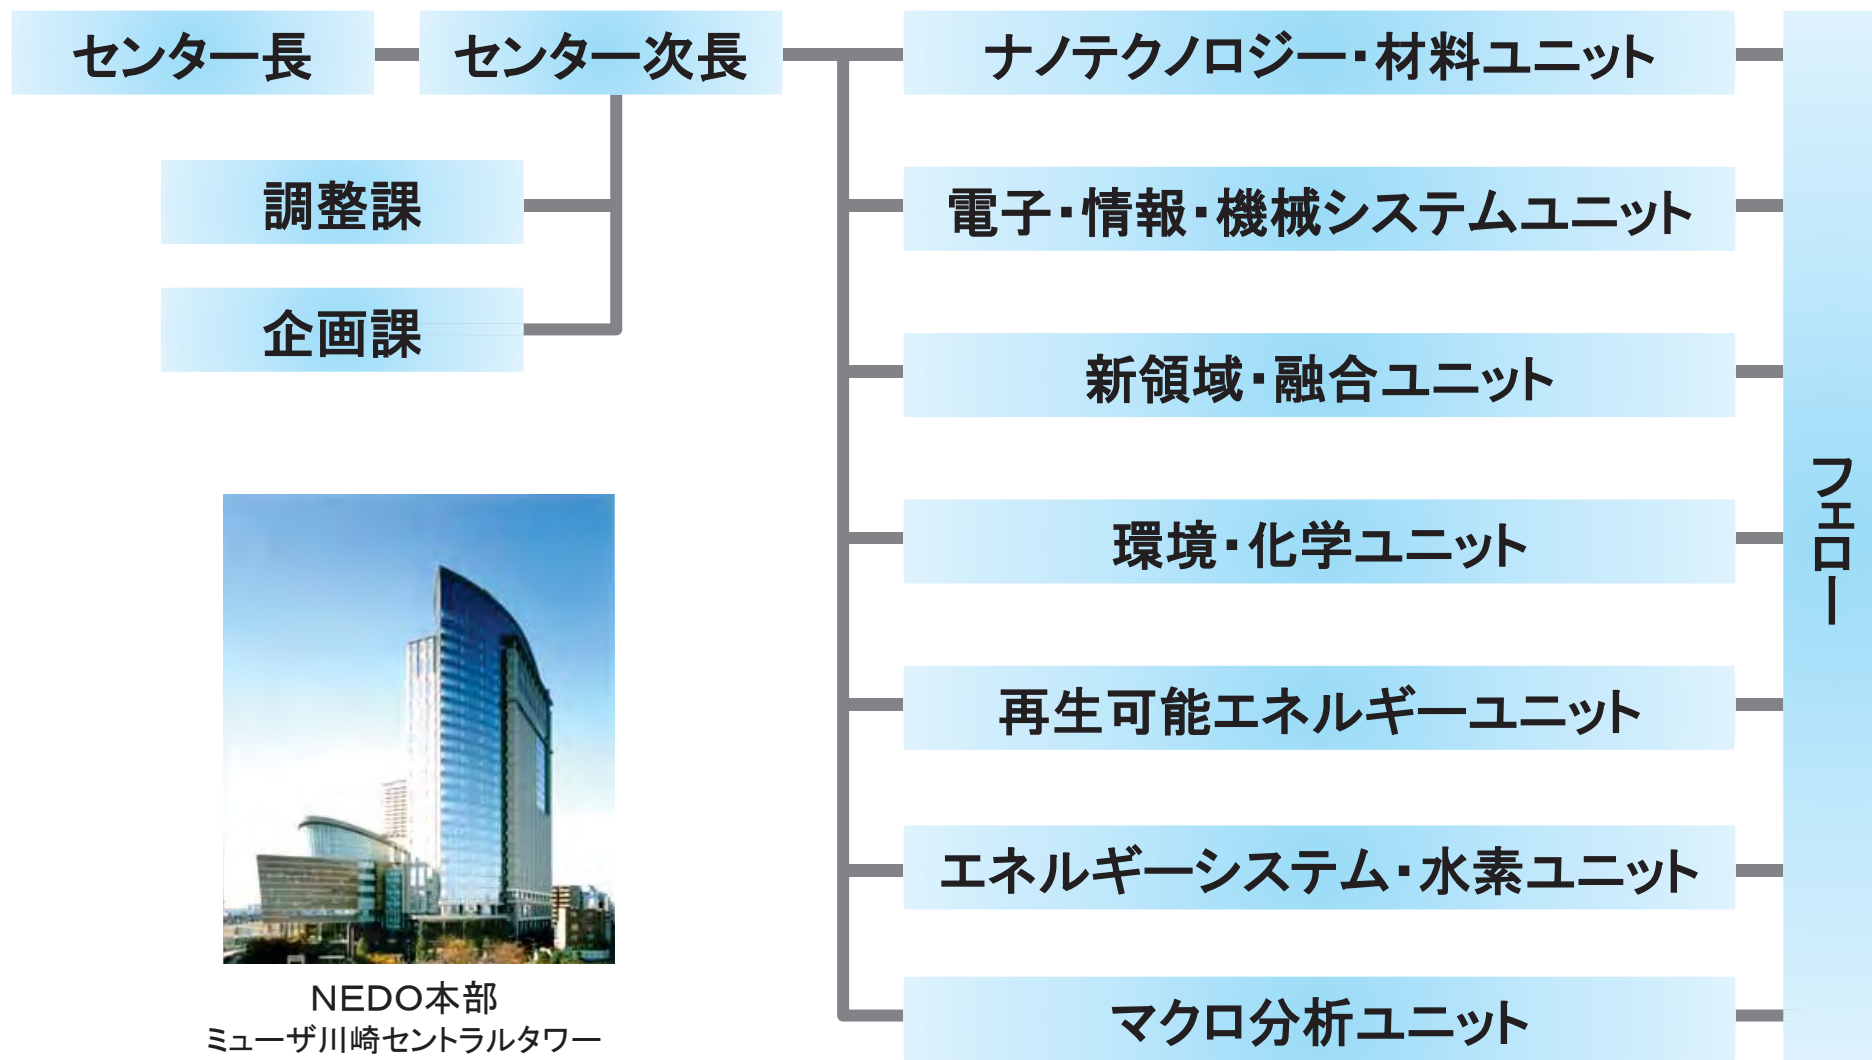 センター長
センター次長
調整課
企画課
ナノテクノロジー・材料ユニット
電子・情報・機械システムユニット
新領域・融合ユニット
環境・化学ユニット
再生可能エネルギーユニット
エネルギーシステム・水素ユニット
マクロ分析ユニット
フェロー
NEDO本部
ミューザ川崎セントラルタワー